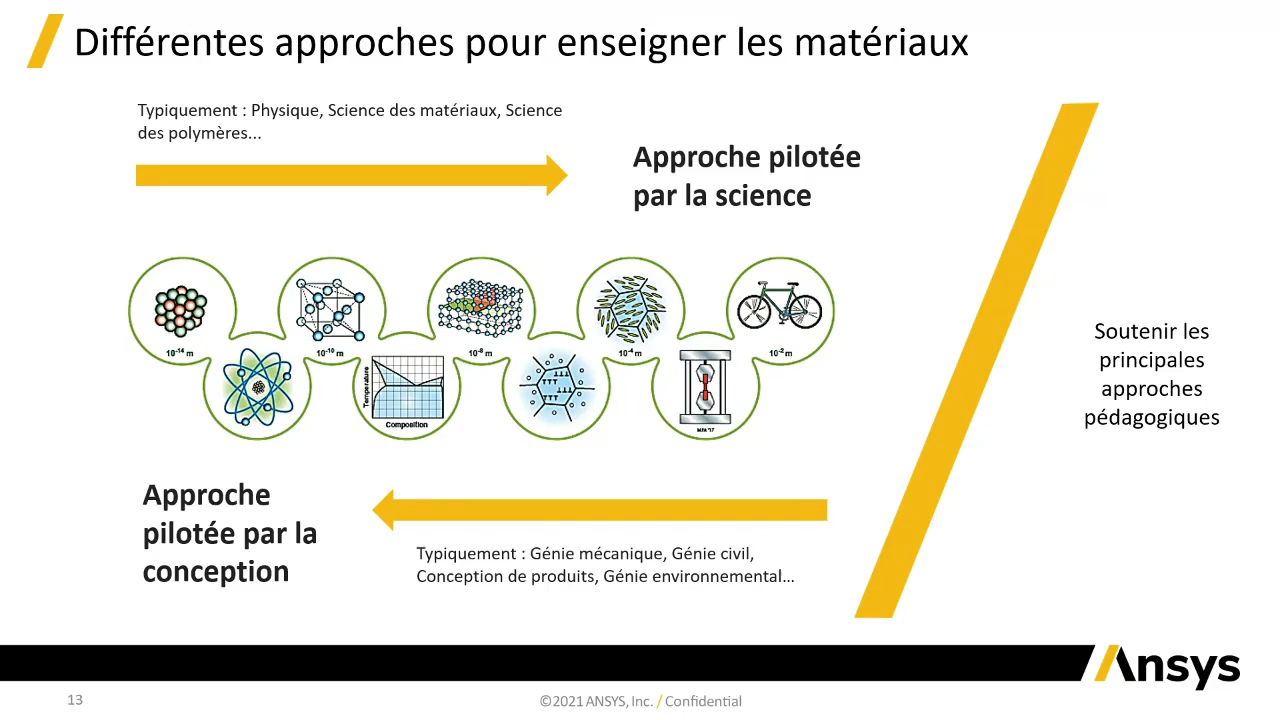 Différentes approches pour enseigner les matériaux
Typiquement : Physique, Science des matériaux, Science
des polymères...
Approche pilotée
par la science
10⁻¹⁴ m
10⁻¹⁰ m
10⁻⁸ m
10⁻⁴ m
10⁻² m
Temperature
Composition
MFA '17
Soutenir les
principales
approches
pédagogiques
Approche
pilotée par la
conception
Typiquement : Génie mécanique, Génie civil,
Conception de produits, Génie environnemental...
Ansys
13
©2021 ANSYS, Inc. / Confidential